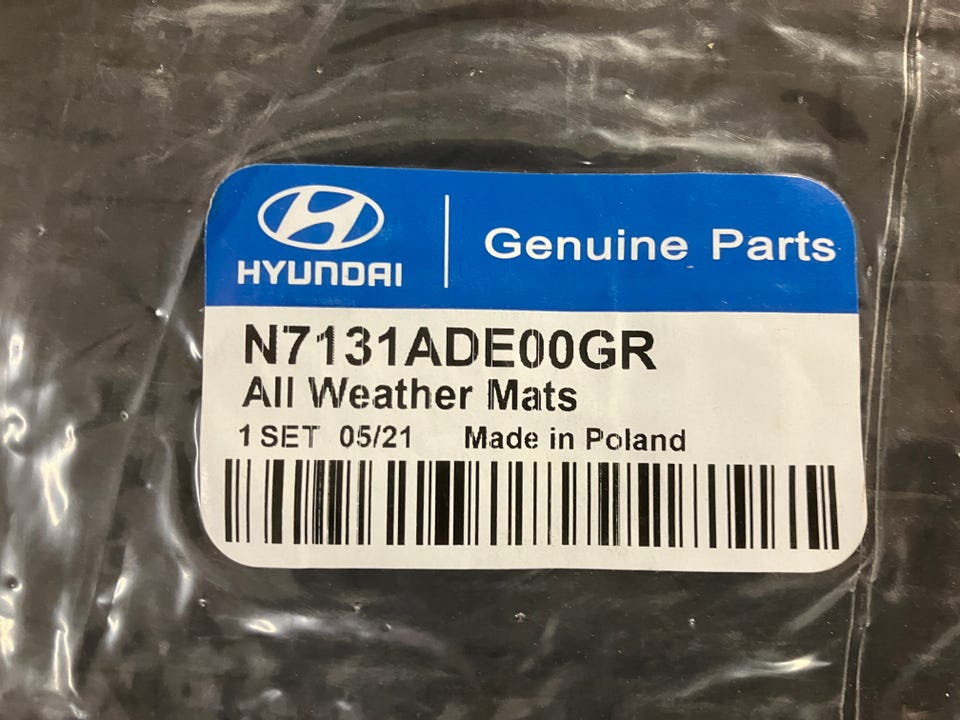 HYUNDAI
Genuine Parts
N7131ADE00GR
All Weather Mats
1 SET 05/21 Made in Poland